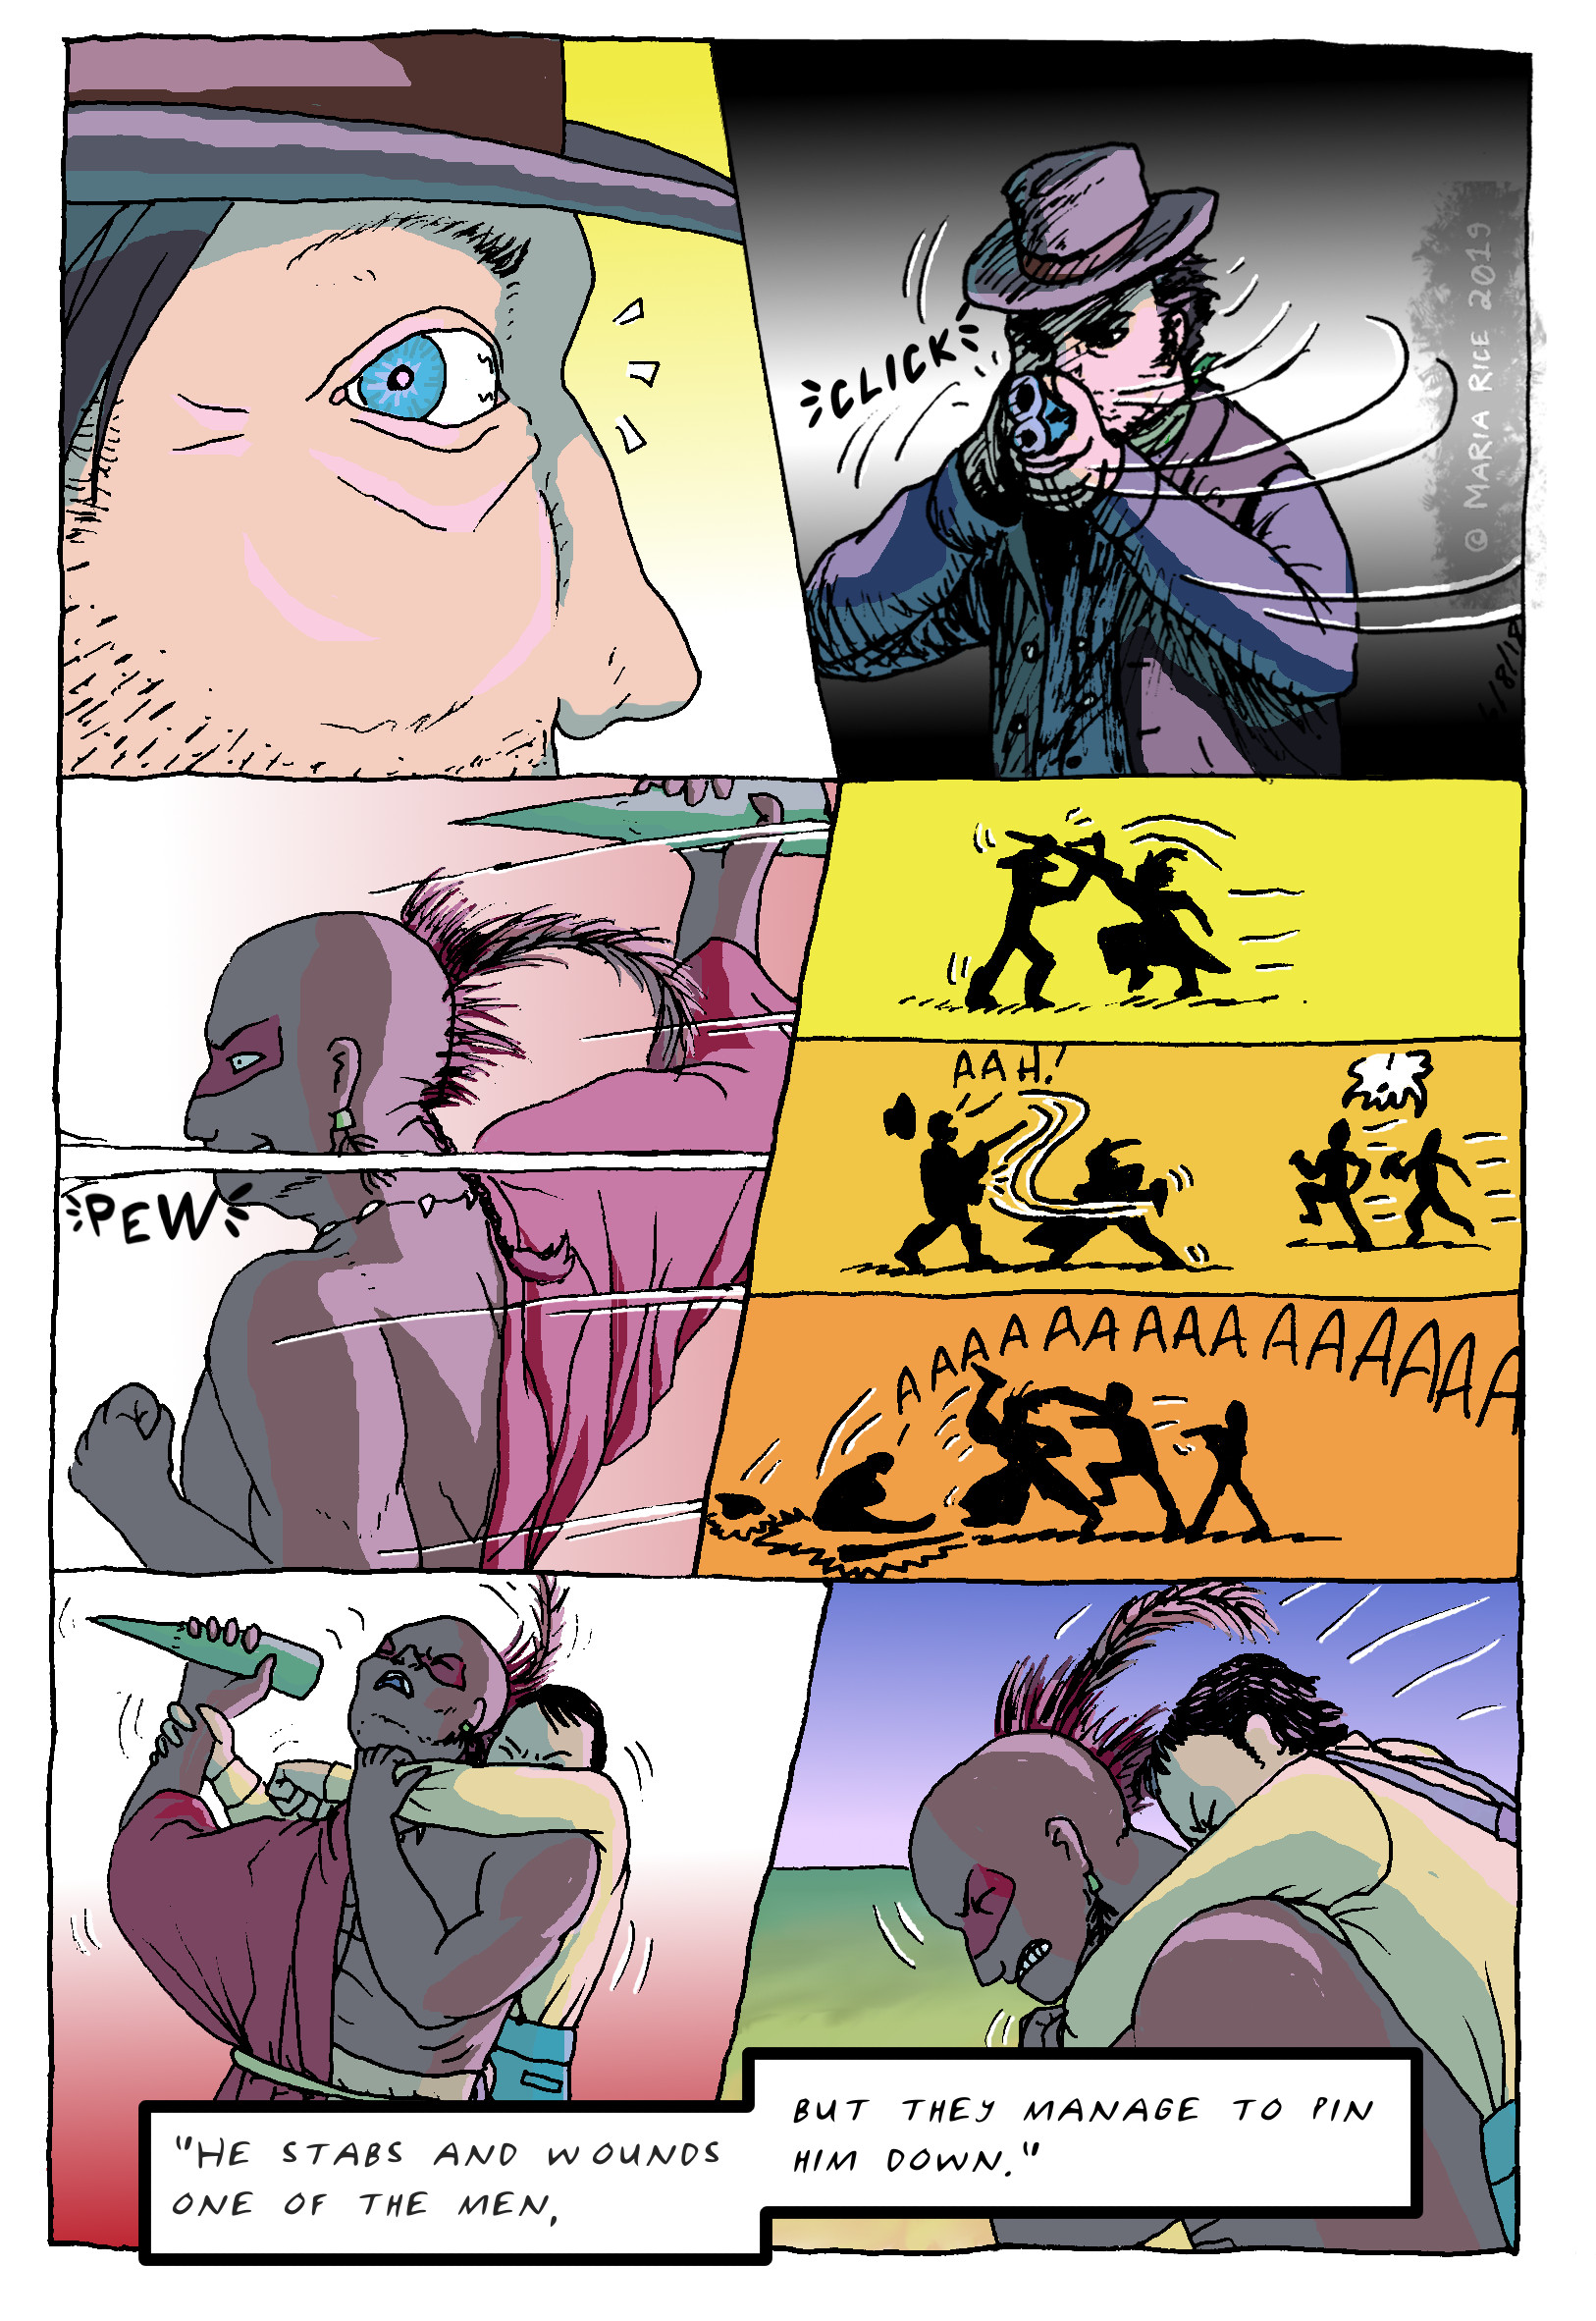 CLICK
© MARIA RICE 2019
AAH!
PEW
AAAAAAAAAAAAAAA
"HE STABS AND WOUNDS
ONE OF THE MEN,
BUT THEY MANAGE TO PIN
HIM DOWN."